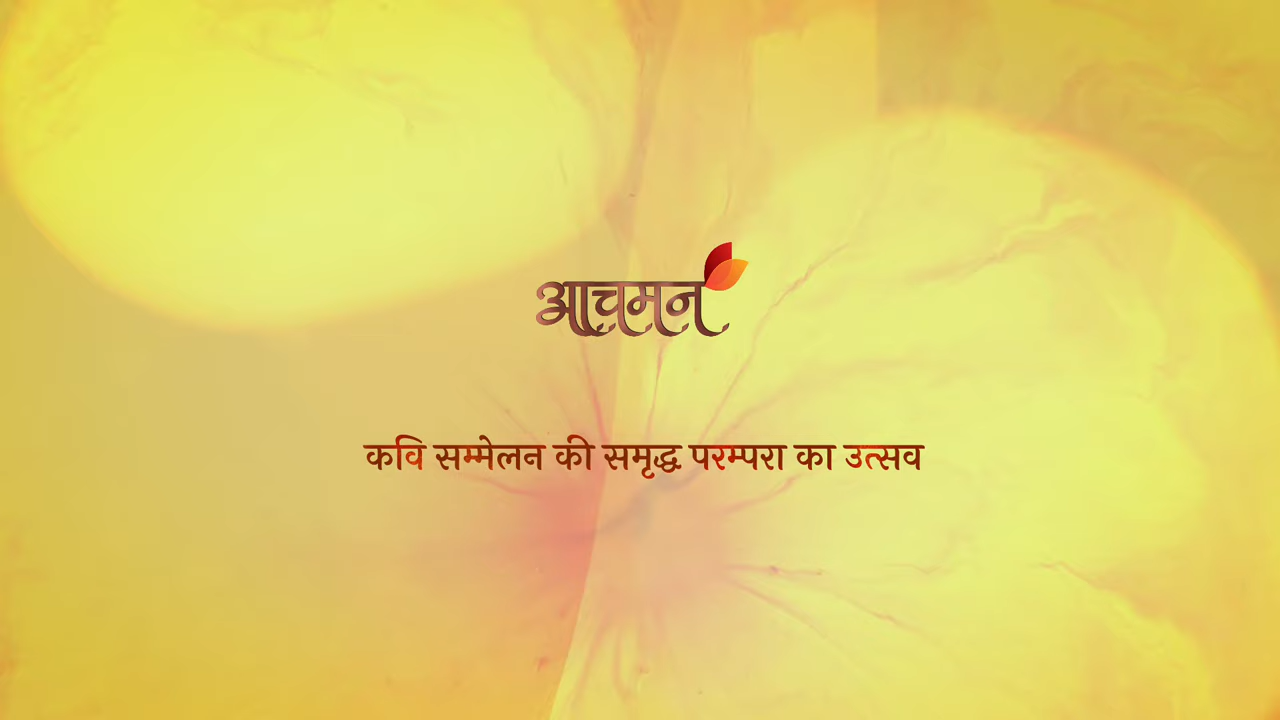 आचमन
कवि सम्मेलन की समृद्ध परम्परा का उत्सव